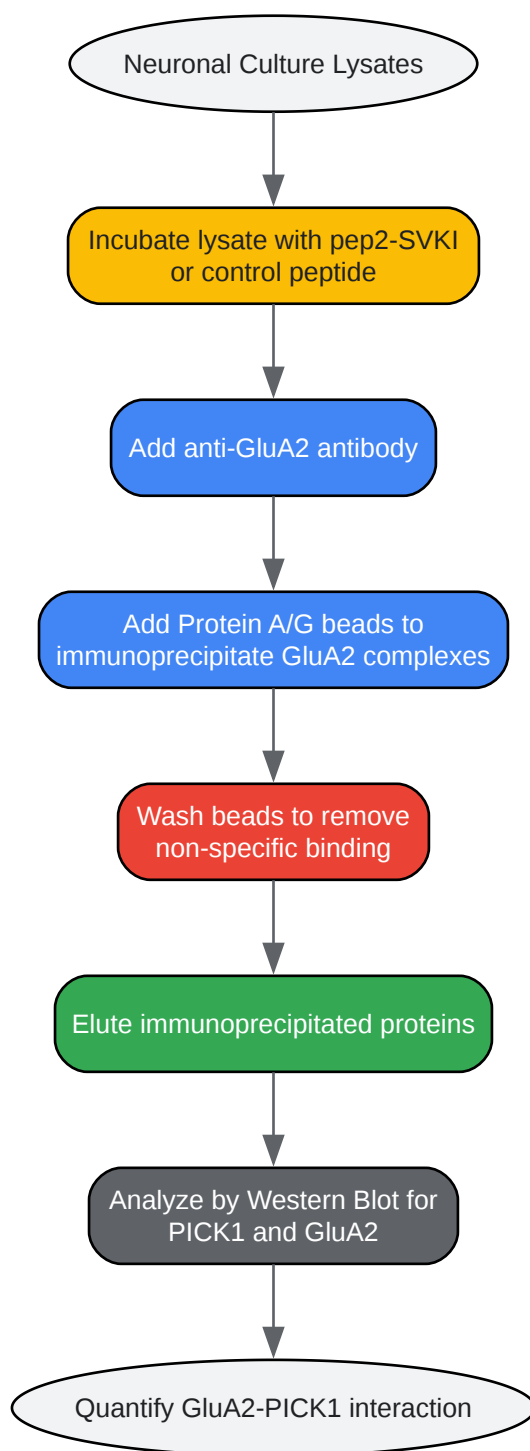 Neuronal Culture Lysates
Incubate lysate with pep2-SVKI
or control peptide
Add anti-GluA2 antibody
Add Protein A/G beads to
immunoprecipitate GluA2 complexes
Wash beads to remove
non-specific binding
Elute immunoprecipitated proteins
Analyze by Western Blot for
PICK1 and GluA2
Quantify GluA2-PICK1 interaction